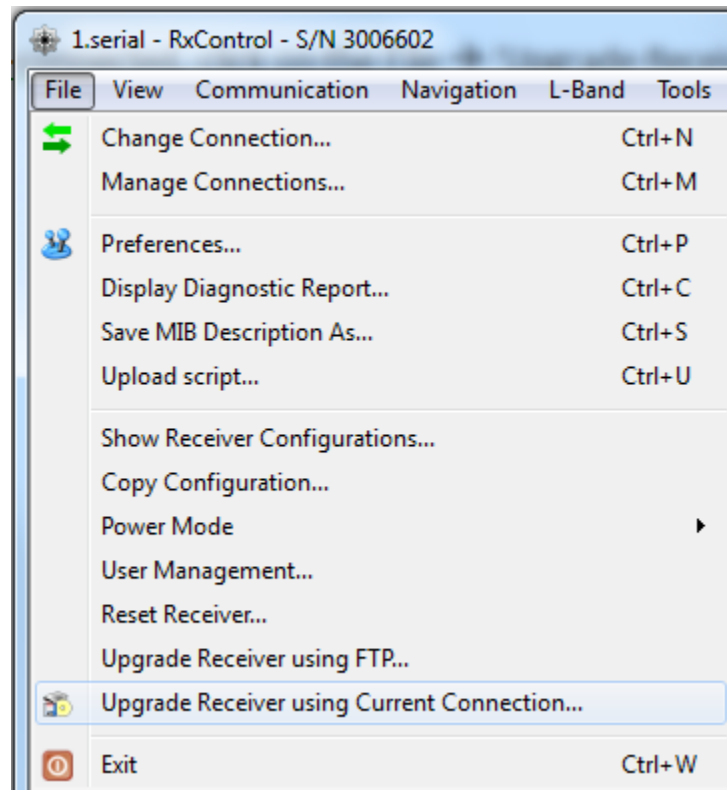 1.serial - RxControl - S/N 3006602
File View Communication Navigation L-Band Tools
Change Connection... Ctrl+N
Manage Connections... Ctrl+M
Preferences... Ctrl+P
Display Diagnostic Report... Ctrl+C
Save MIB Description As... Ctrl+S
Upload script... Ctrl+U
Show Receiver Configurations...
Copy Configuration...
Power Mode
User Management...
Reset Receiver...
Upgrade Receiver using FTP...
Upgrade Receiver using Current Connection...
Exit Ctrl+W